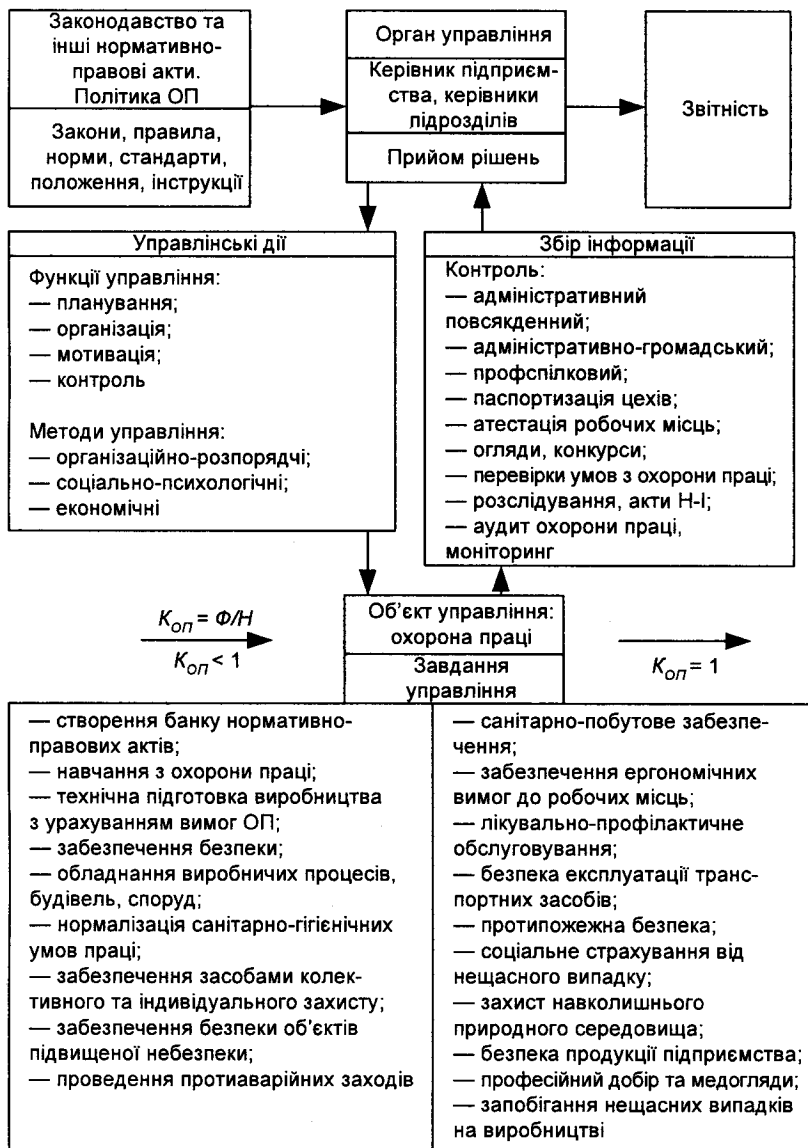 Законодавство та
інші нормативно-
правові акти.
Політика ОП
Закони, правила,
норми, стандарти,
положення, інструкції
Орган управління
Керівник підприєм-
ства, керівники
підрозділів
Прийом рішень
Звітність
Управлінські дії
Функції управління:
— планування;
— організація;
— мотивація;
— контроль
Методи управління:
— організаційно-розпорядчі;
— соціально-психологічні;
— економічні
Збір інформації
Контроль:
— адміністративний
повсякденний;
— адміністративно-громадський;
— профспілковий;
— паспортизація цехів;
— атестація робочих місць;
— огляди, конкурси;
— перевірки умов з охорони праці;
— розслідування, акти Н-І;
— аудит охорони праці,
моніторинг
Kоп = Ф/Н
Kоп < 1
Об’єкт управління:
охорона праці
Завдання
управління
Kоп = 1
— створення банку нормативно-
правових актів;
— навчання з охорони праці;
— технічна підготовка виробництва
з урахуванням вимог ОП;
— забезпечення безпеки;
— обладнання виробничих процесів,
будівель, споруд;
— нормалізація санітарно-гігієнічних
умов праці;
— забезпечення засобами колек-
тивного та індивідуального захисту;
— забезпечення безпеки об’єктів
підвищеної небезпеки;
— проведення протиаварійних заходів
— санітарно-побутове забезпе-
чення;
— забезпечення ергономічних
вимог до робочих місць;
— лікувально-профілактичне
обслуговування;
— безпека експлуатації транс-
портних засобів;
— протипожежна безпека;
— соціальне страхування від
нещасного випадку;
— захист навколишнього
природного середовища;
— безпека продукції підприємства;
— професійний добір та медогляди;
— запобігання нещасних випадків
на виробництві